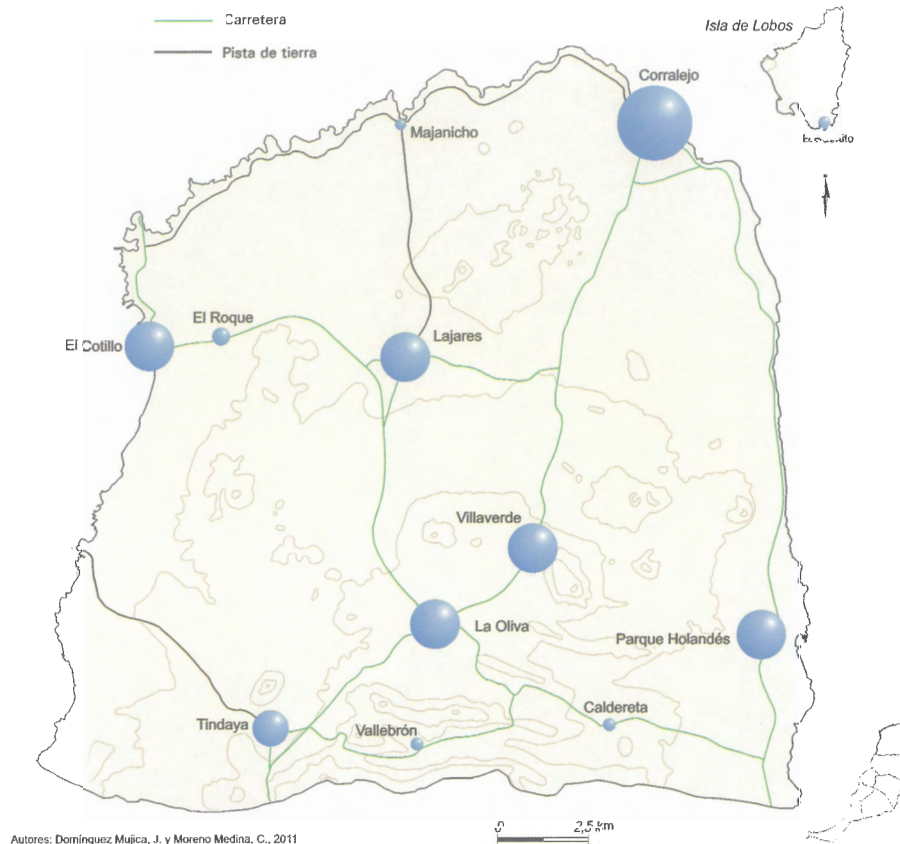 Carretera
Pista de tierra
Isla de Lobos
Corralejo
Majanicho
El Roque
El Cotillo
Lajares
Villaverde
La Oliva
Parque Holandés
Tindaya
Vallebrón
Caldereta
0 2,5 km
Autores: Domínguez Mujica, J. y Moreno Medina, C., 2011